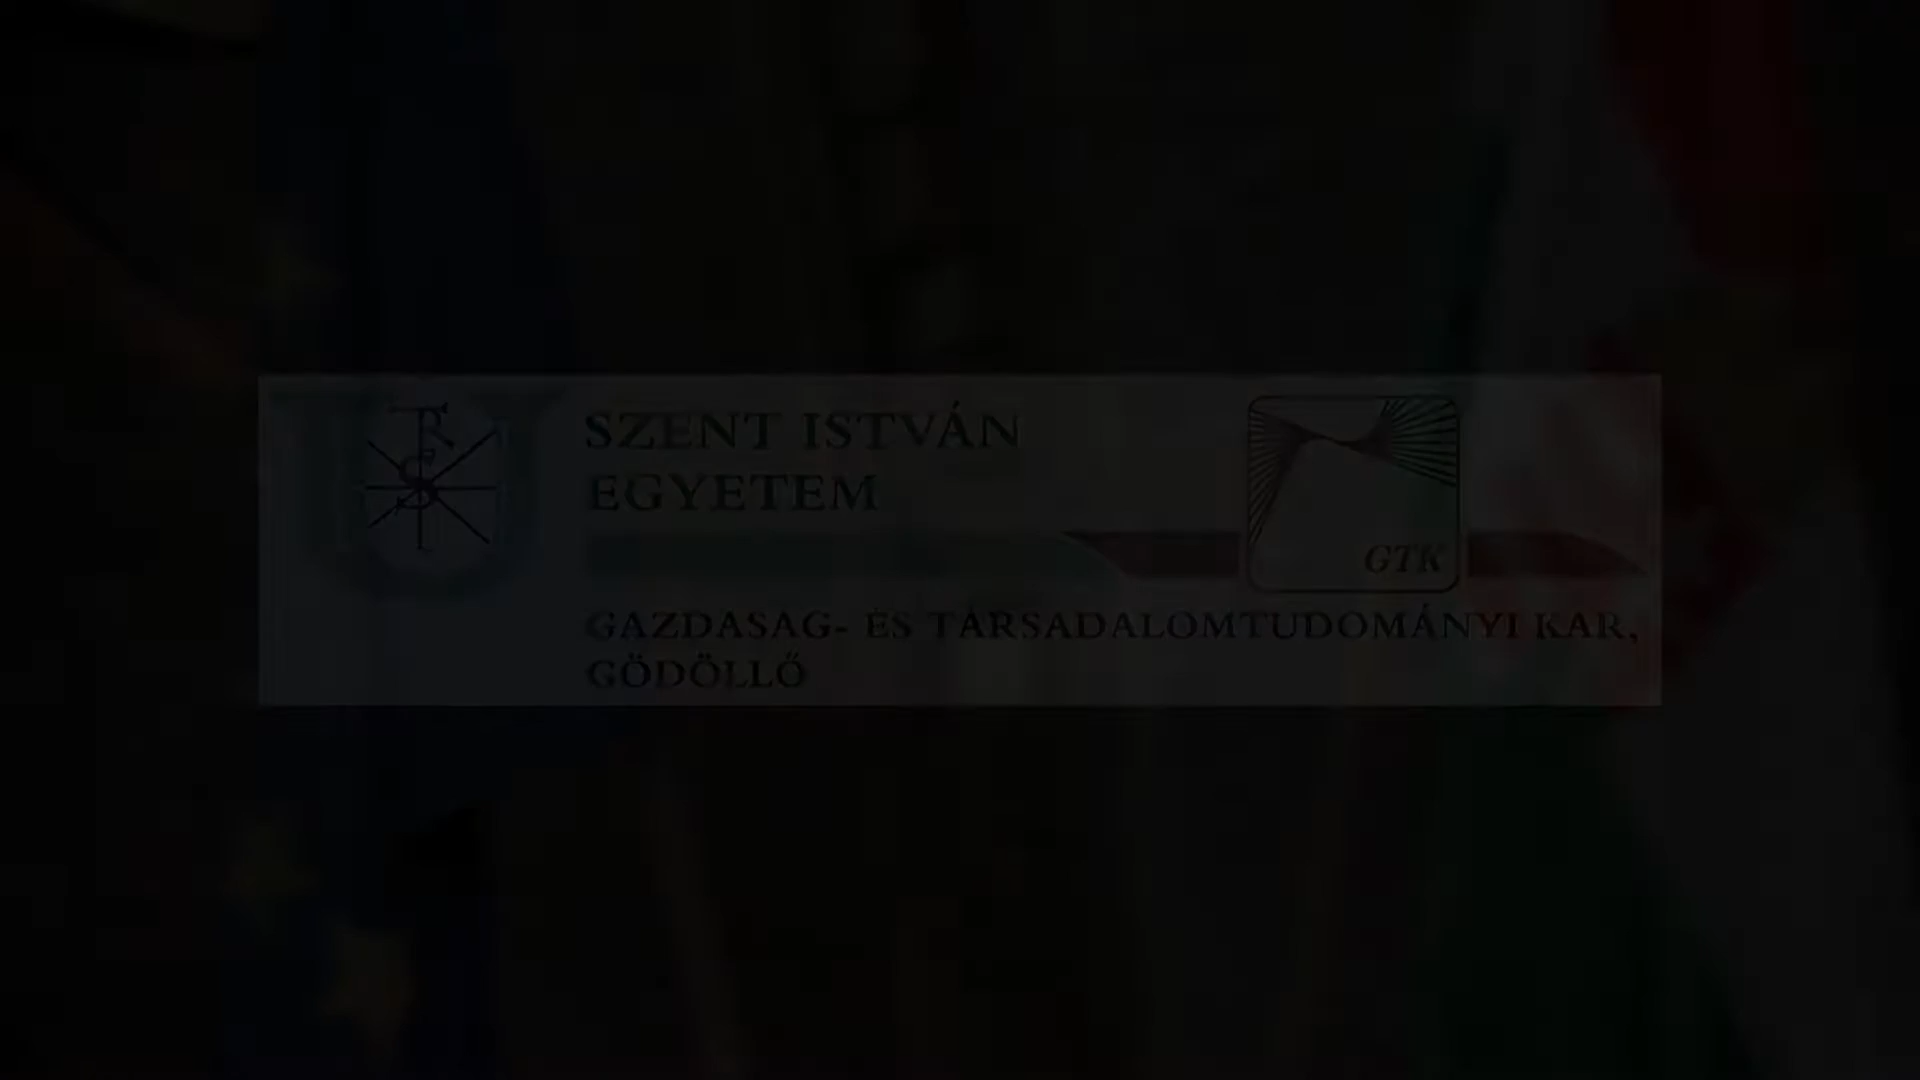 SZENT ISTVÁN
EGYETEM
GTK
GAZDASÁG- ÉS TÁRSADALOMTUDOMÁNYI KAR,
GÖDÖLLŐ